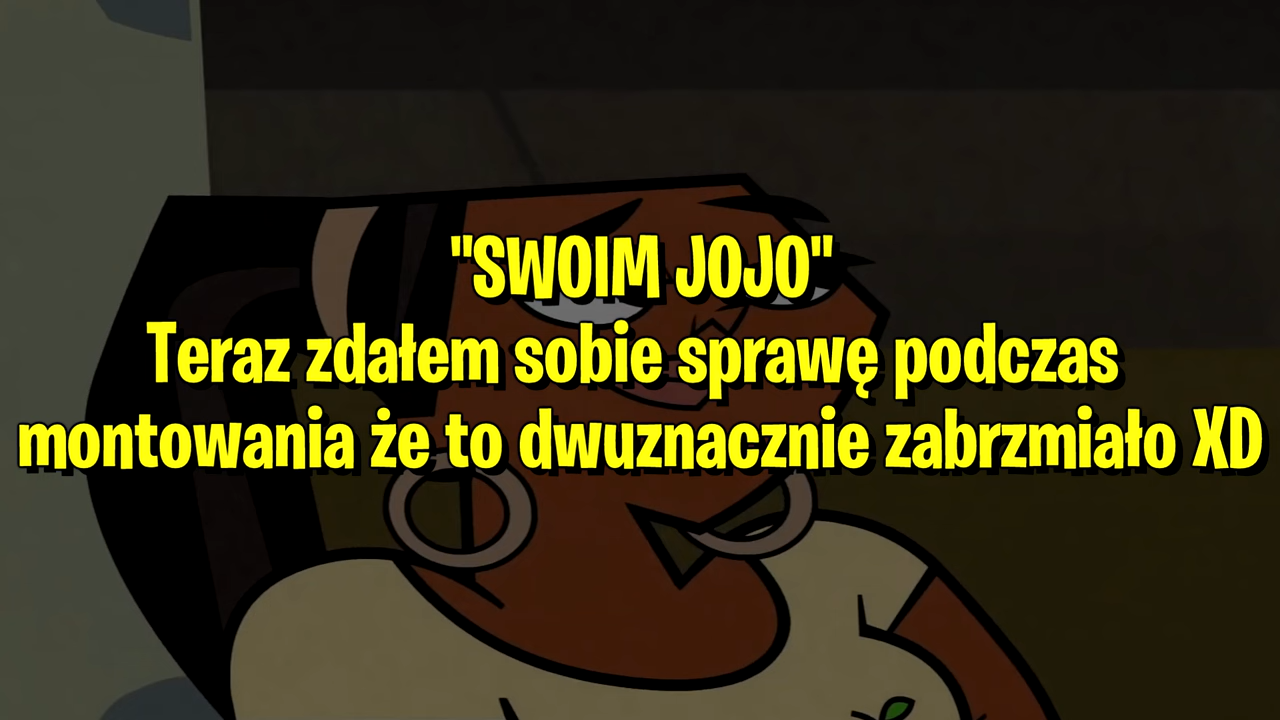 "SWOIM JOJO"
Teraz zdałem sobie sprawę podczas
montowania że to dwuznacznie zabrzmiało XD